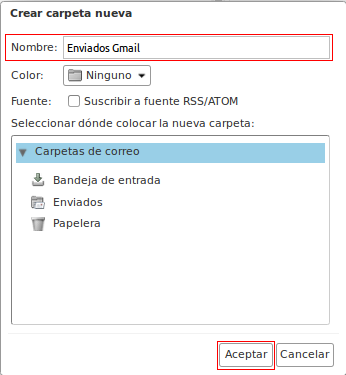 Crear carpeta nueva
Nombre: Enviados Gmail
Color: Ninguno
Fuente: Suscribir a fuente RSS/ATOM
Seleccionar dónde colocar la nueva carpeta:
Carpetas de correo
Bandeja de entrada
Enviados
Papelera
Aceptar Cancelar